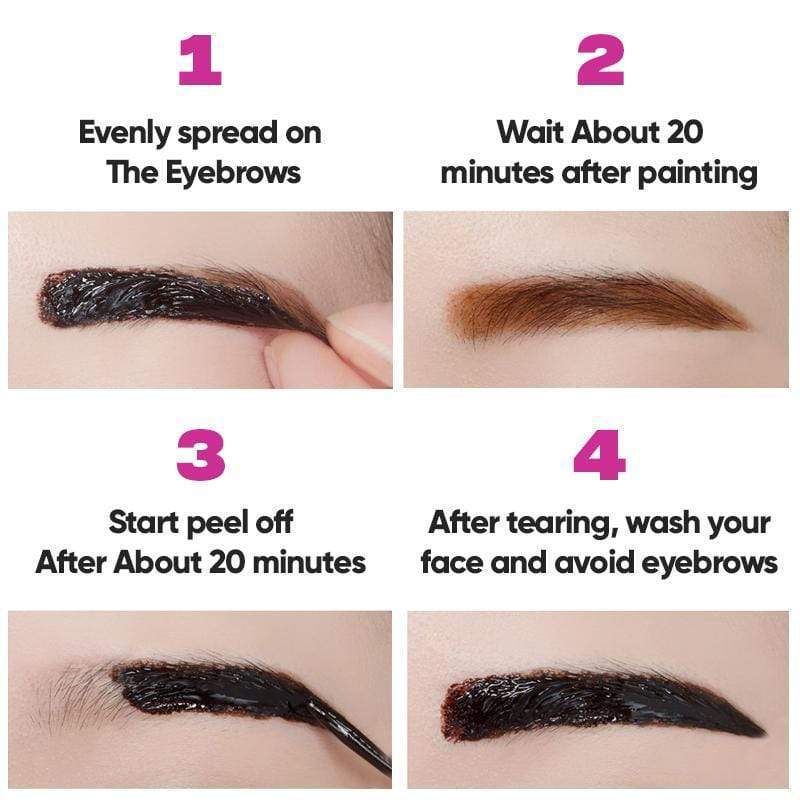 1
Evenly spread on
The Eyebrows
2
Wait About 20
minutes after painting
3
Start peel off
After About 20 minutes
4
After tearing, wash your
face and avoid eyebrows